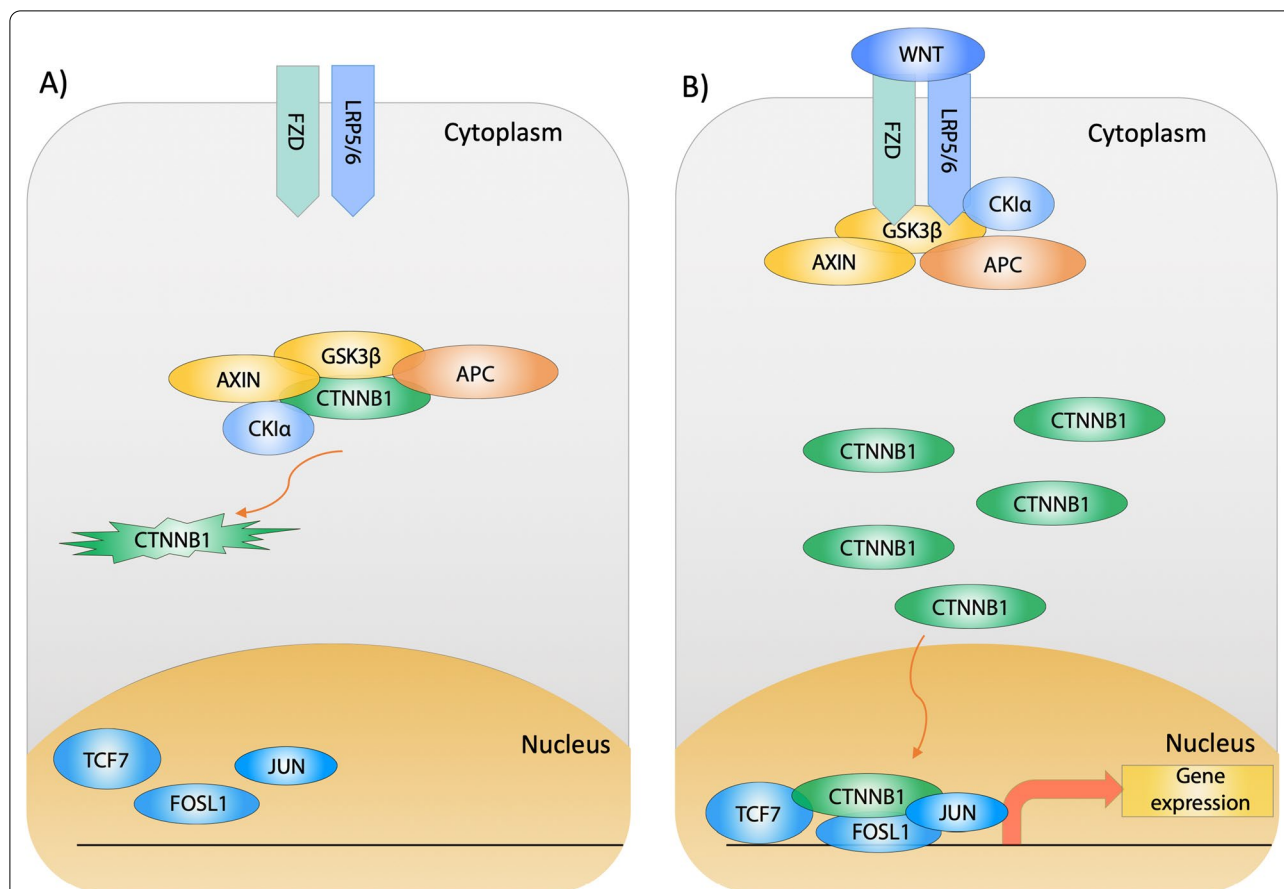 A)
FZD
LRP5/6
Cytoplasm
GSK3β
AXIN
APC
CTNNB1
CKIα
CTNNB1
Nucleus
TCF7
JUN
FOSL1
B)
WNT
FZD
LRP5/6
Cytoplasm
CKIα
GSK3β
AXIN
APC
CTNNB1
CTNNB1
CTNNB1
CTNNB1
CTNNB1
Nucleus
Gene
expression
CTNNB1
TCF7
JUN
FOSL1